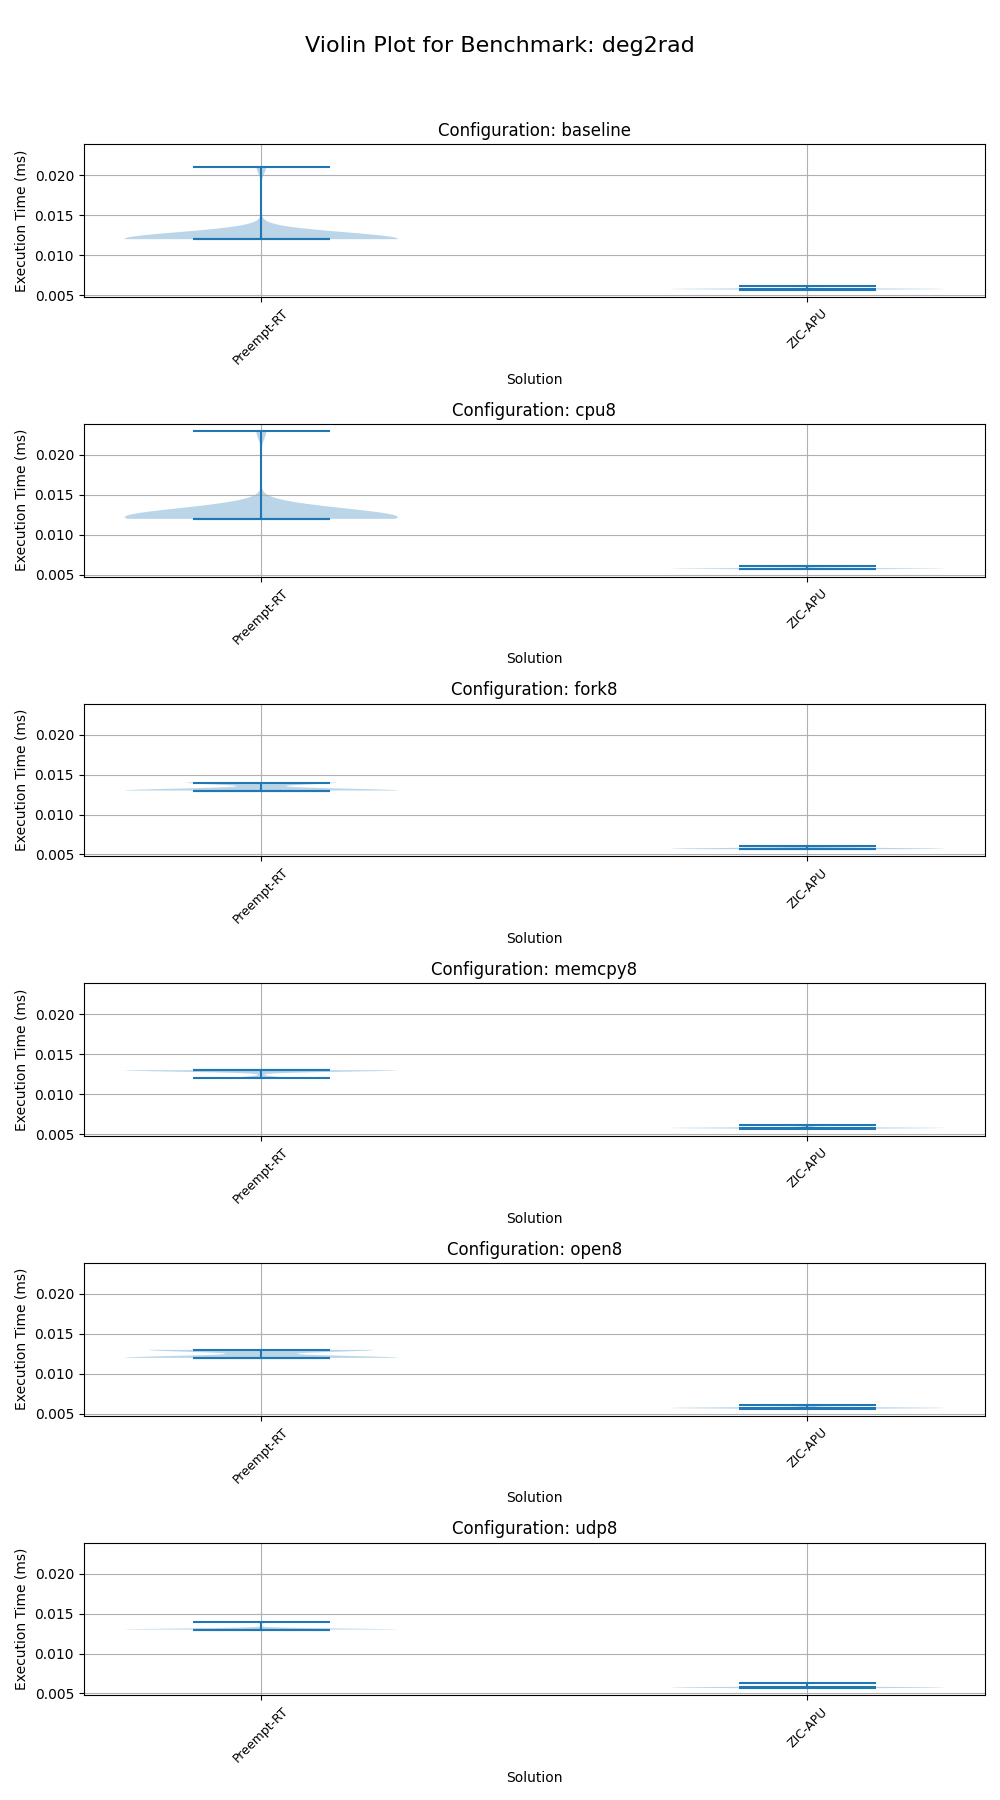 Violin Plot for Benchmark: deg2rad
Configuration: baseline
Execution Time (ms)
0.020
0.015
0.010
0.005
Preempt-RT
ZIC-APU
Solution
Configuration: cpu8
Execution Time (ms)
0.020
0.015
0.010
0.005
Preempt-RT
ZIC-APU
Solution
Configuration: fork8
Execution Time (ms)
0.020
0.015
0.010
0.005
Preempt-RT
ZIC-APU
Solution
Configuration: memcpy8
Execution Time (ms)
0.020
0.015
0.010
0.005
Preempt-RT
ZIC-APU
Solution
Configuration: open8
Execution Time (ms)
0.020
0.015
0.010
0.005
Preempt-RT
ZIC-APU
Solution
Configuration: udp8
Execution Time (ms)
0.020
0.015
0.010
0.005
Preempt-RT
ZIC-APU
Solution